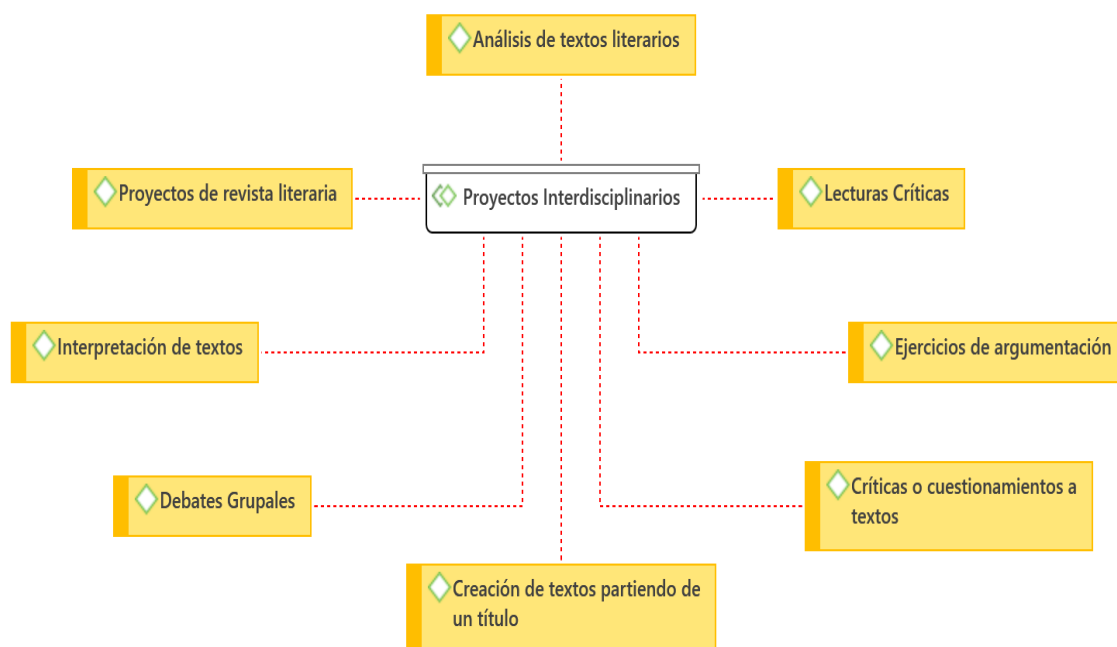 Análisis de textos literarios
Proyectos de revista literaria
Proyectos Interdisciplinarios
Lecturas Críticas
Interpretación de textos
Ejercicios de argumentación
Debates Grupales
Críticas o cuestionamientos a
textos
Creación de textos partiendo de
un título